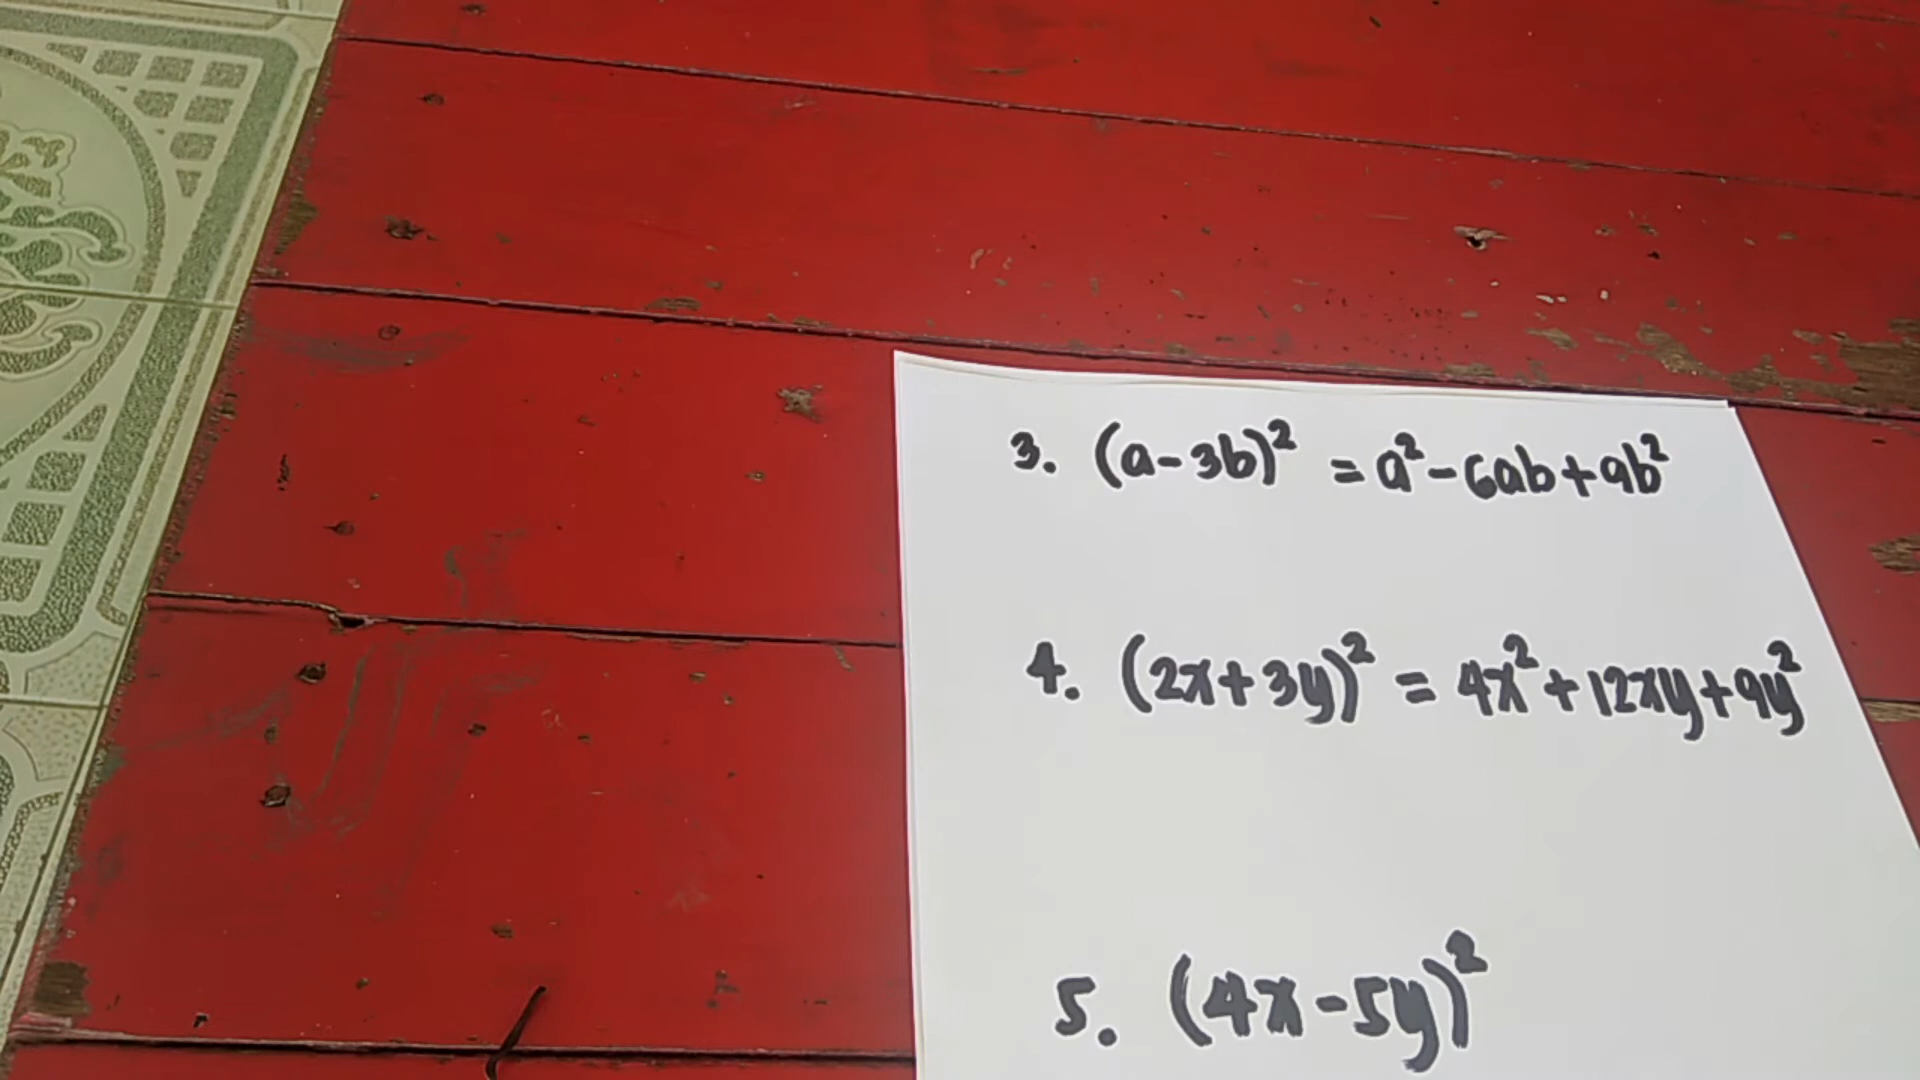 3. (a-3b)² = a²-6ab+9b²
4. (2x+3y)² = 4x²+12xy+9y²
5. (4x-5y)²